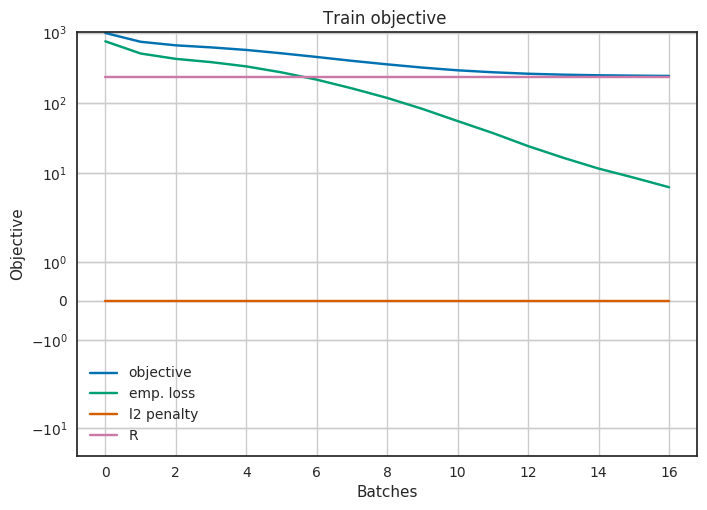 Train objective
Objective
10³
10²
10¹
10⁰
0
−10⁰
−10¹
objective
emp. loss
l2 penalty
R
0 2 4 6 8 10 12 14 16
Batches